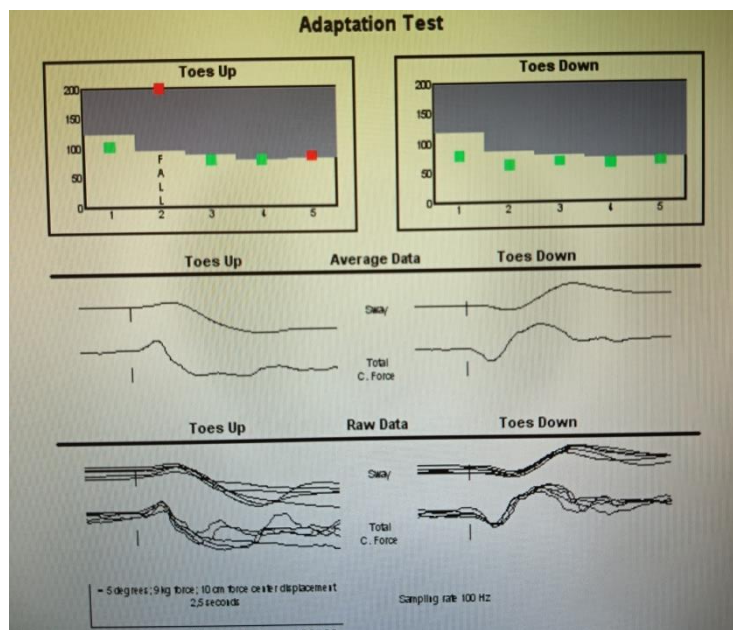 Adaptation Test
Toes Up
Toes Down
200
150
100
50
0
F
A
L
L
1 2 3 4 5
200
150
100
50
0
1 2 3 4 5
Toes Up Average Data Toes Down
Sway
Total
C. Force
Toes Up Raw Data Toes Down
Sway
Total
C. Force
= 5 degrees; 9 kg force; 10 cm force center displacement
2,5 seconds
Sampling rate 100 Hz